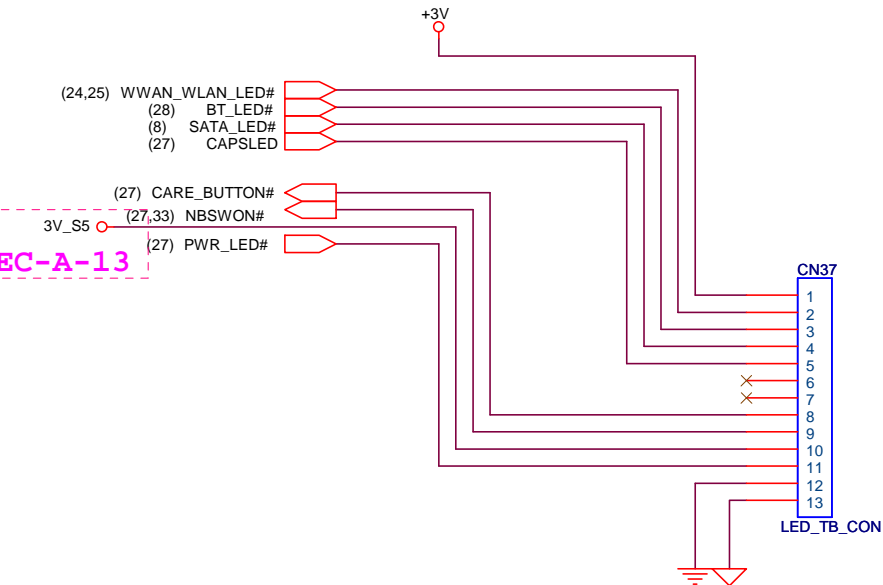 +3V
(24,25) WWAN_WLAN_LED#
(28) BT_LED#
(8) SATA_LED#
(27) CAPSLED
(27) CARE_BUTTON#
(27,33) NBSWON#
3V_S5
(27) PWR_LED#
EC-A-13
CN37
1
2
3
4
5
6
7
8
9
10
11
12
13
LED_TB_CON